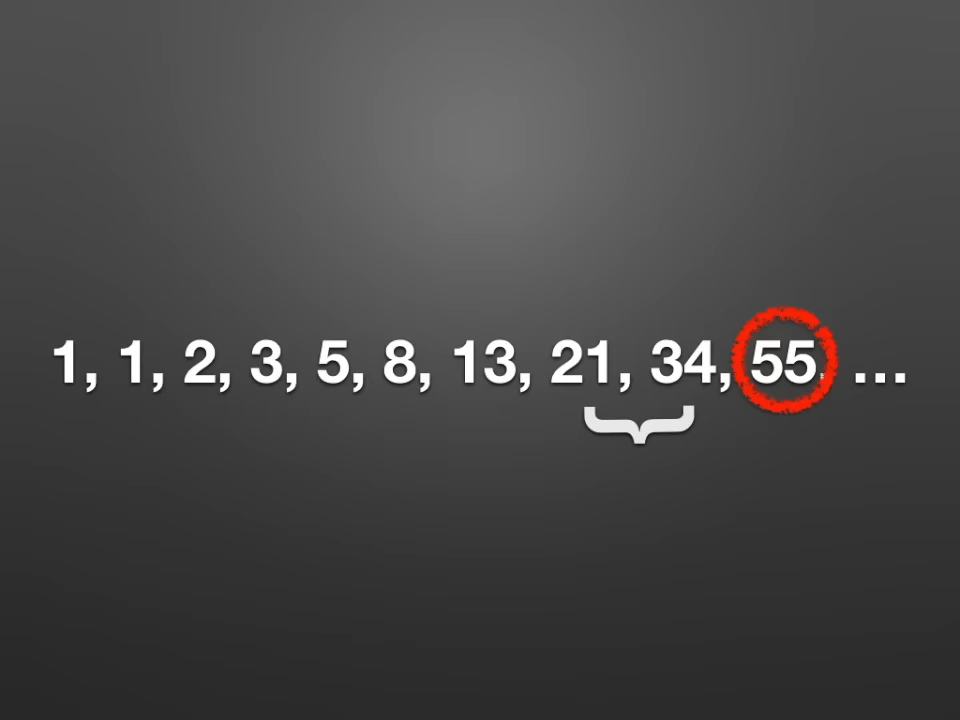 1, 1, 2, 3, 5, 8, 13, 21, 34, 55, …